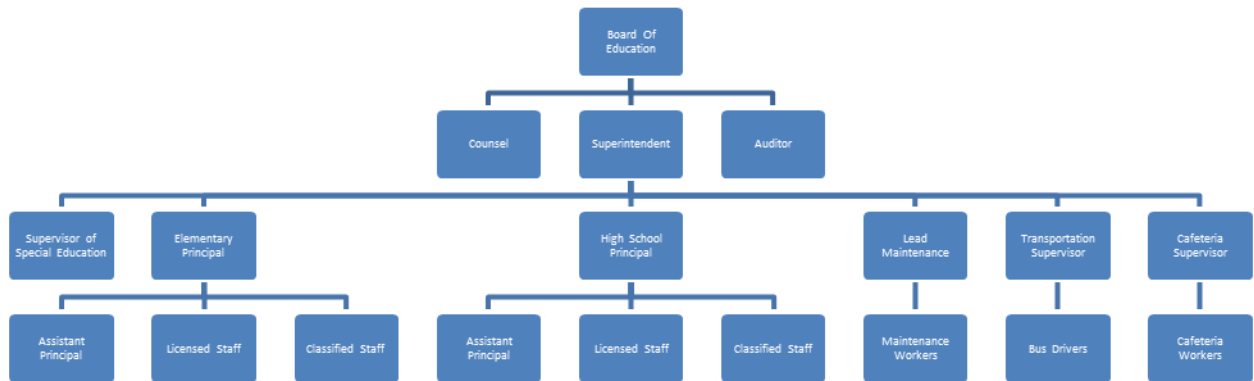 Board Of
Education
Counsel
Superintendent
Auditor
Supervisor of
Special Education
Elementary
Principal
High School
Principal
Lead
Maintenance
Transportation
Supervisor
Cafeteria
Supervisor
Assistant
Principal
Licensed Staff
Classified Staff
Assistant
Principal
Licensed Staff
Classified Staff
Maintenance
Workers
Bus Drivers
Cafeteria
Workers